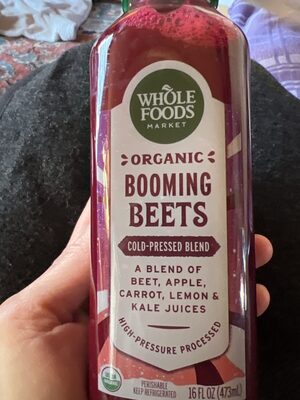 WHOLE
FOODS
MARKET
ORGANIC
BOOMING
BEETS
COLD-PRESSED BLEND
A BLEND OF
BEET, APPLE,
CARROT, LEMON &
KALE JUICES
HIGH-PRESSURE PROCESSED
PERISHABLE
KEEP REFRIGERATED
16 FL OZ (473mL)